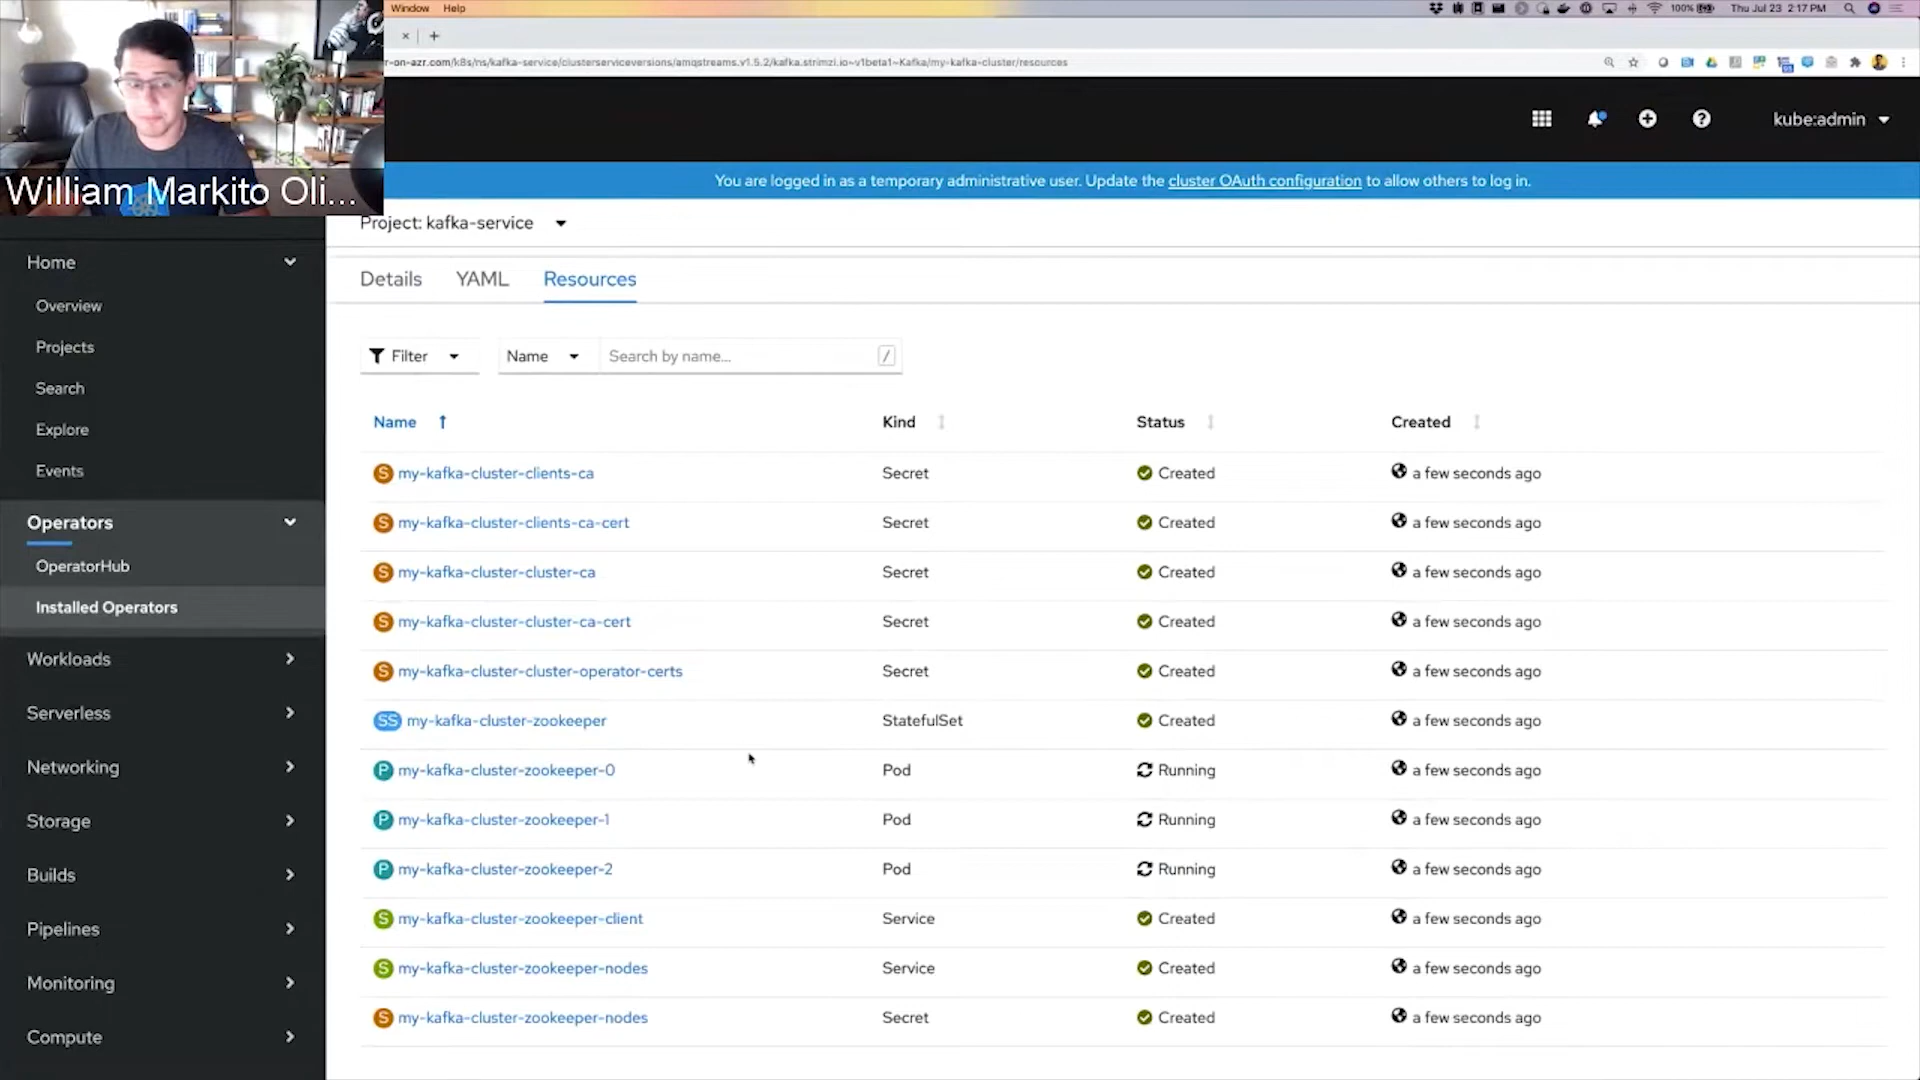 Window Help
100% Thu Jul 23 2:17 PM
r-on-azr.com/k8s/ns/kafka-service/clusterserviceversions/amqstreams.v1.5.2/kafka.strimzi.io~v1beta1~Kafka/my-kafka-cluster/resources
kube:admin
You are logged in as a temporary administrative user. Update the cluster OAuth configuration to allow others to log in.
William Markito Oli...
Project: kafka-service
Home
Overview
Projects
Search
Explore
Events
Operators
OperatorHub
Installed Operators
Workloads
Serverless
Networking
Storage
Builds
Pipelines
Monitoring
Compute
Details YAML Resources
Filter Name Search by name... /
Name Kind Status Created
S my-kafka-cluster-clients-ca Secret Created a few seconds ago
S my-kafka-cluster-clients-ca-cert Secret Created a few seconds ago
S my-kafka-cluster-cluster-ca Secret Created a few seconds ago
S my-kafka-cluster-cluster-ca-cert Secret Created a few seconds ago
S my-kafka-cluster-cluster-operator-certs Secret Created a few seconds ago
SS my-kafka-cluster-zookeeper StatefulSet Created a few seconds ago
P my-kafka-cluster-zookeeper-0 Pod Running a few seconds ago
P my-kafka-cluster-zookeeper-1 Pod Running a few seconds ago
P my-kafka-cluster-zookeeper-2 Pod Running a few seconds ago
S my-kafka-cluster-zookeeper-client Service Created a few seconds ago
S my-kafka-cluster-zookeeper-nodes Service Created a few seconds ago
S my-kafka-cluster-zookeeper-nodes Secret Created a few seconds ago